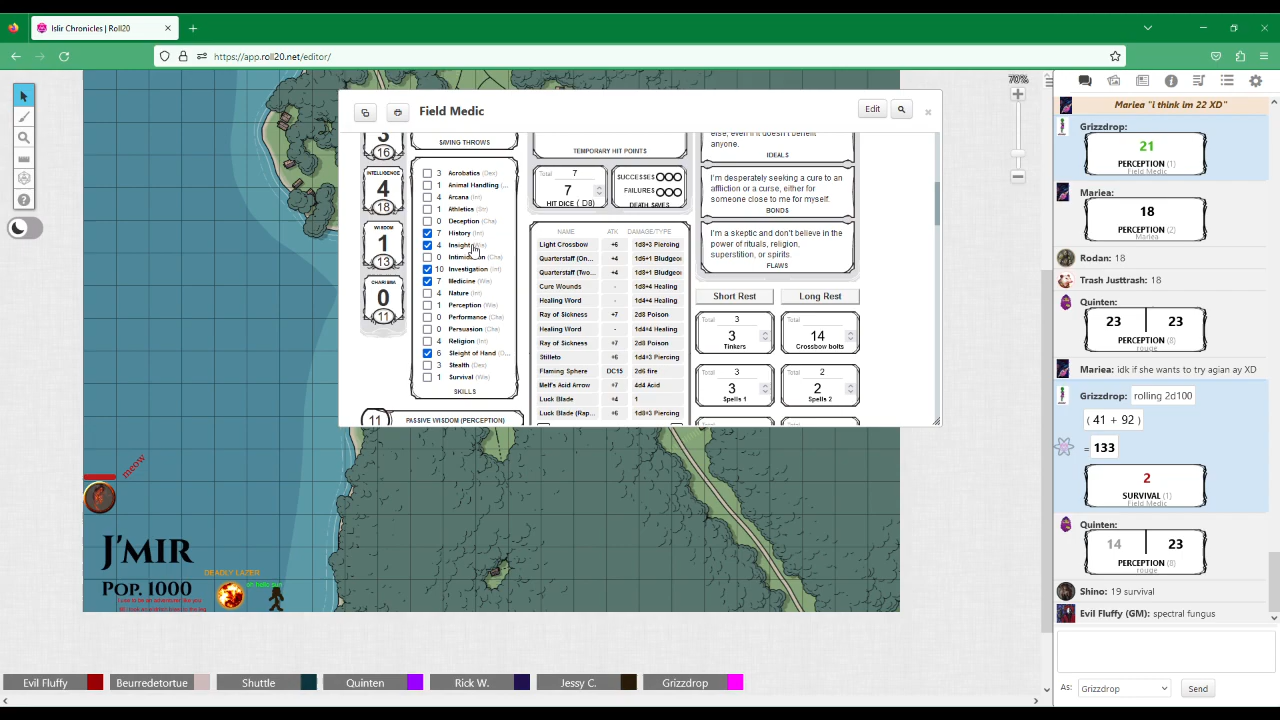 Islir Chronicles | Roll20
https://app.roll20.net/editor/
70%
Field Medic
Edit
3
16
SAVING THROWS
INTELLIGENCE
4
18
WISDOM
1
13
CHARISMA
0
11
3 Acrobatics (Dex)
1 Animal Handling (...
4 Arcana (Int)
1 Athletics (Str)
0 Deception (Cha)
7 History (Int)
4 Insight
0 Intimi (Cha)
10 Investigation (Int)
7 Medicine (Wis)
4 Nature (Int)
1 Perception (Wis)
0 Performance (Cha)
0 Persuasion (Cha)
4 Religion (Int)
6 Sleight of Hand (D...
3 Stealth (Dex)
1 Survival (Wis)
SKILLS
11 PASSIVE WISDOM (PERCEPTION)
TEMPORARY HIT POINTS
Total 7
7
HIT DICE ( D8)
SUCCESSES
FAILURES
DEATH SAVES
NAME ATK DAMAGE/TYPE
Light Crossbow +6 1d8+3 Piercing
Quarterstaff (On... +4 1d6+1 Bludgeon
Quarterstaff (Two... +4 1d8+1 Bludgeon
Cure Wounds - 1d8+4 Healing
Healing Word - 1d4+4 Healing
Ray of Sickness +7 2d8 Poison
Healing Word - 1d4+4 Healing
Ray of Sickness +7 2d8 Poison
Stilleto +6 1d4+3 Piercing
Flaming Sphere DC15 2d6 fire
Melf's Acid Arrow +7 4d4 Acid
Luck Blade +4 1
Luck Blade (Rap... +6 1d8+3 Piercing
else, even if it doesn't benefit
anyone.
IDEALS
I'm desperately seeking a cure to an
affliction or a curse, either for
someone close to me for myself.
BONDS
I'm a skeptic and don't believe in the
power of rituals, religion,
superstition, or spirits.
FLAWS
Short Rest
Long Rest
Total 3
3
Tinkers
Total
14
Crossbow bolts
Total 3
3
Spells 1
Total 2
2
Spells 2
meow
J'MIR
POP. 1000
DEADLY LAZER
Mariea "i think im 22 XD"
Grizzdrop:
21
PERCEPTION (1)
Field Medic
Mariea:
18
PERCEPTION (2)
Mariea
Rodan: 18
Trash Justtrash: 18
Quinten:
23 23
PERCEPTION (8)
rouge
Mariea: idk if she wants to try agian ay XD
Grizzdrop: rolling 2d100
( 41 + 92 )
= 133
2
SURVIVAL (1)
Field Medic
Quinten:
14 23
PERCEPTION (8)
rouge
Shino: 19 survival
Evil Fluffy (GM): spectral fungus
As: Grizzdrop
Send
Evil Fluffy
Beurredetortue
Shuttle
Quinten
Rick W.
Jessy C.
Grizzdrop